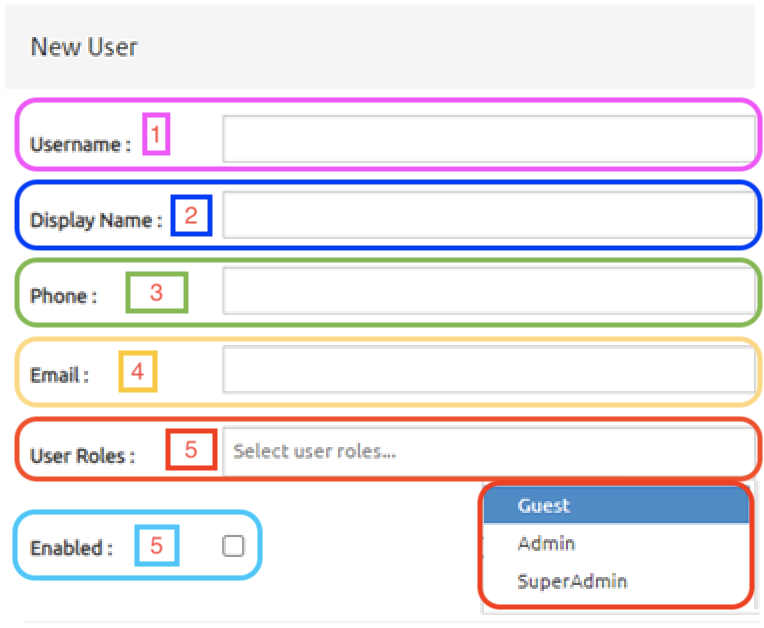 New User
Username : 1
Display Name : 2
Phone : 3
Email : 4
User Roles : 5 Select user roles...
Guest
Enabled : 5
Admin
SuperAdmin